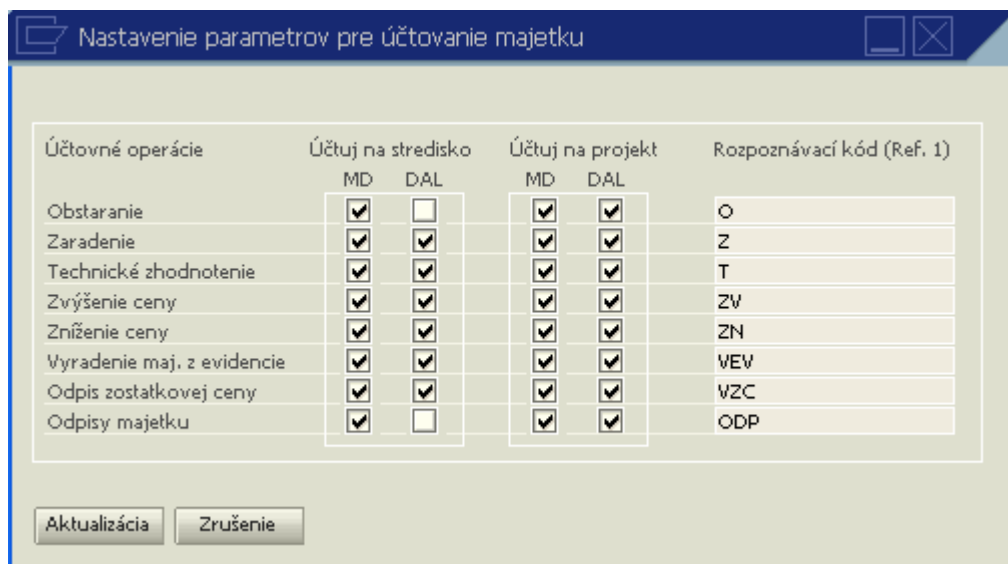 Nastavenie parametrov pre účtovanie majetku
Účtovné operácie Účtuj na stredisko Účtuj na projekt Rozpoznávací kód (Ref. 1)
MD DAL MD DAL
Obstaranie O
Zaradenie Z
Technické zhodnotenie T
Zvýšenie ceny ZV
Zníženie ceny ZN
Vyradenie maj. z evidencie VEV
Odpis zostatkovej ceny VZC
Odpisy majetku ODP
Aktualizácia Zrušenie